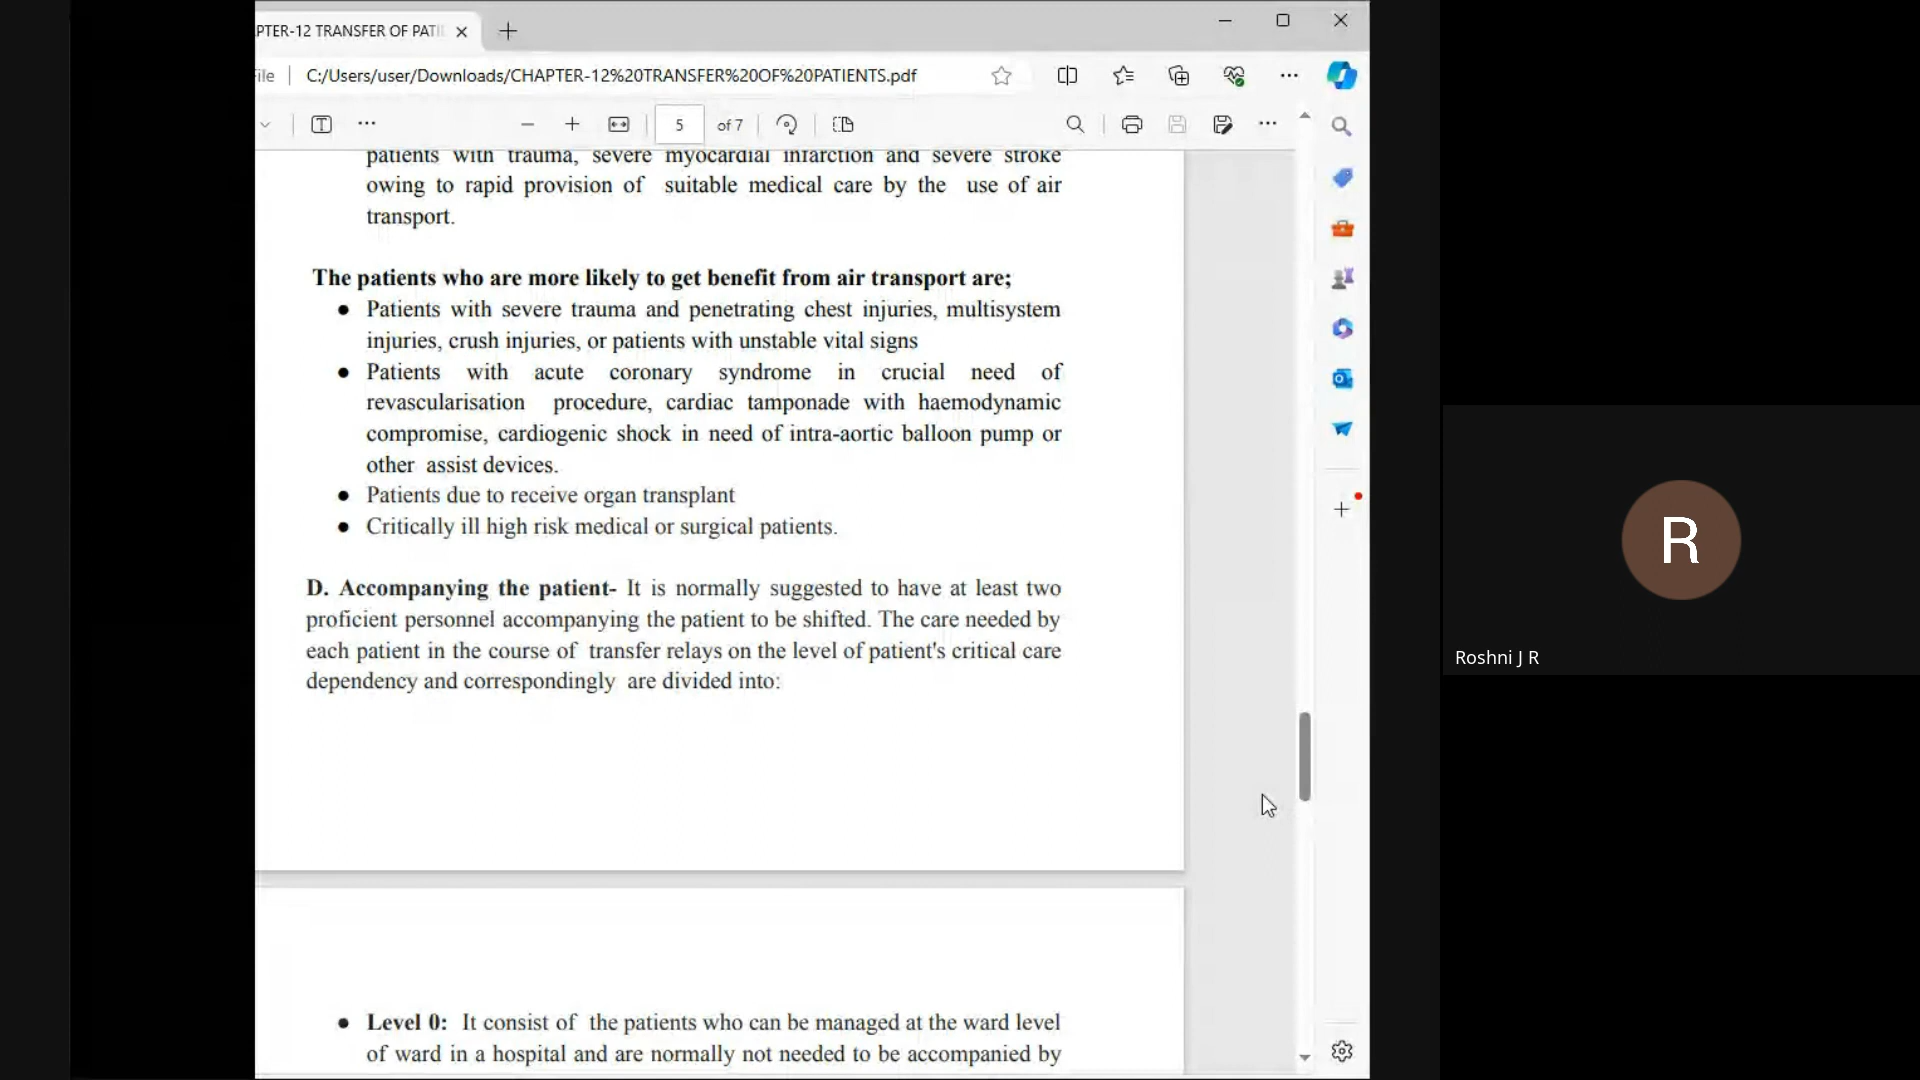 PTER-12 TRANSFER OF PATI
File
C:/Users/user/Downloads/CHAPTER-12%20TRANSFER%20OF%20PATIENTS.pdf
5 of 7
patients with trauma, severe myocardial infarction and severe stroke
owing to rapid provision of suitable medical care by the use of air
transport.
The patients who are more likely to get benefit from air transport are;
● Patients with severe trauma and penetrating chest injuries, multisystem
injuries, crush injuries, or patients with unstable vital signs
● Patients with acute coronary syndrome in crucial need of
revascularisation procedure, cardiac tamponade with haemodynamic
compromise, cardiogenic shock in need of intra-aortic balloon pump or
other assist devices.
● Patients due to receive organ transplant
● Critically ill high risk medical or surgical patients.
D. Accompanying the patient- It is normally suggested to have at least two
proficient personnel accompanying the patient to be shifted. The care needed by
each patient in the course of transfer relays on the level of patient's critical care
dependency and correspondingly are divided into:
● Level 0: It consist of the patients who can be managed at the ward level
of ward in a hospital and are normally not needed to be accompanied by
R
Roshni J R